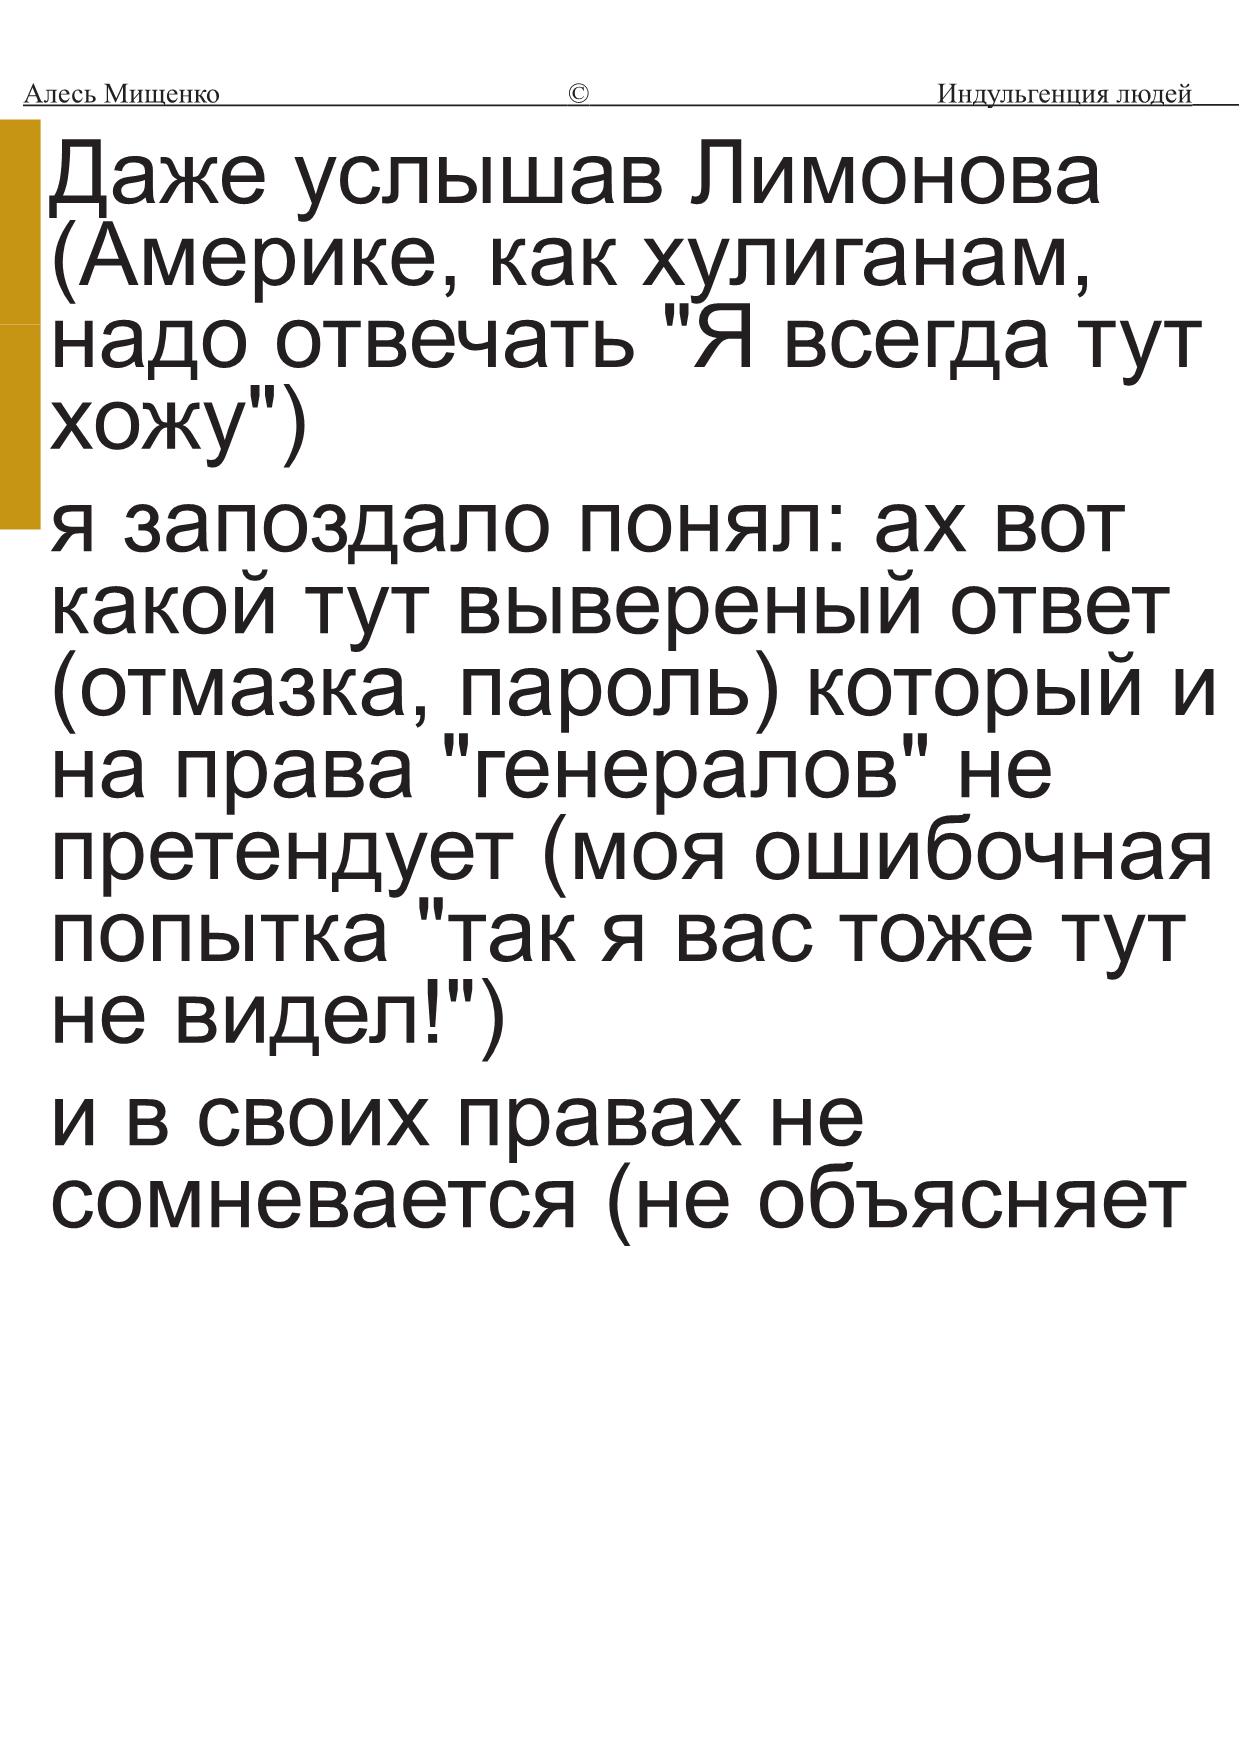 Алесь Мищенко © Индульгенция людей
Даже услышав Лимонова
(Америке, как хулиганам,
надо отвечать "Я всегда тут
хожу")
я запоздало понял: ах вот
какой тут вывереный ответ
(отмазка, пароль) который и
на права "генералов" не
претендует (моя ошибочная
попытка "так я вас тоже тут
не видел!")
и в своих правах не
сомневается (не объясняет